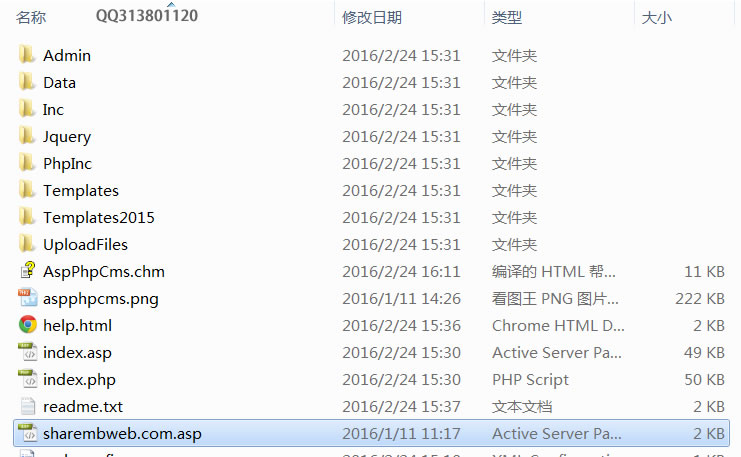 名称 QQ313801120 修改日期 类型 大小
Admin 2016/2/24 15:31 文件夹
Data 2016/2/24 15:31 文件夹
Inc 2016/2/24 15:31 文件夹
Jquery 2016/2/24 15:31 文件夹
PhpInc 2016/2/24 15:31 文件夹
Templates 2016/2/24 15:31 文件夹
Templates2015 2016/2/24 15:31 文件夹
UploadFiles 2016/2/24 15:31 文件夹
AspPhpCms.chm 2016/2/24 16:11 编译的 HTML 帮... 11 KB
aspphpcms.png 2016/1/11 14:26 看图王 PNG 图片... 222 KB
help.html 2016/2/24 15:36 Chrome HTML D... 2 KB
index.asp 2016/2/24 15:30 Active Server Pa... 49 KB
index.php 2016/2/24 15:30 PHP Script 50 KB
readme.txt 2016/2/24 15:37 文本文档 2 KB
sharembweb.com.asp 2016/1/11 11:17 Active Server Pa... 2 KB